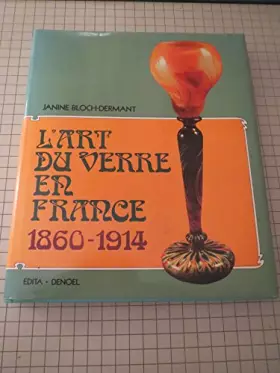 JANINE BLOCH-DERMANT
L'ART
DU VERRE
EN
FRANCE
1860-1914
EDITA - DENOËL